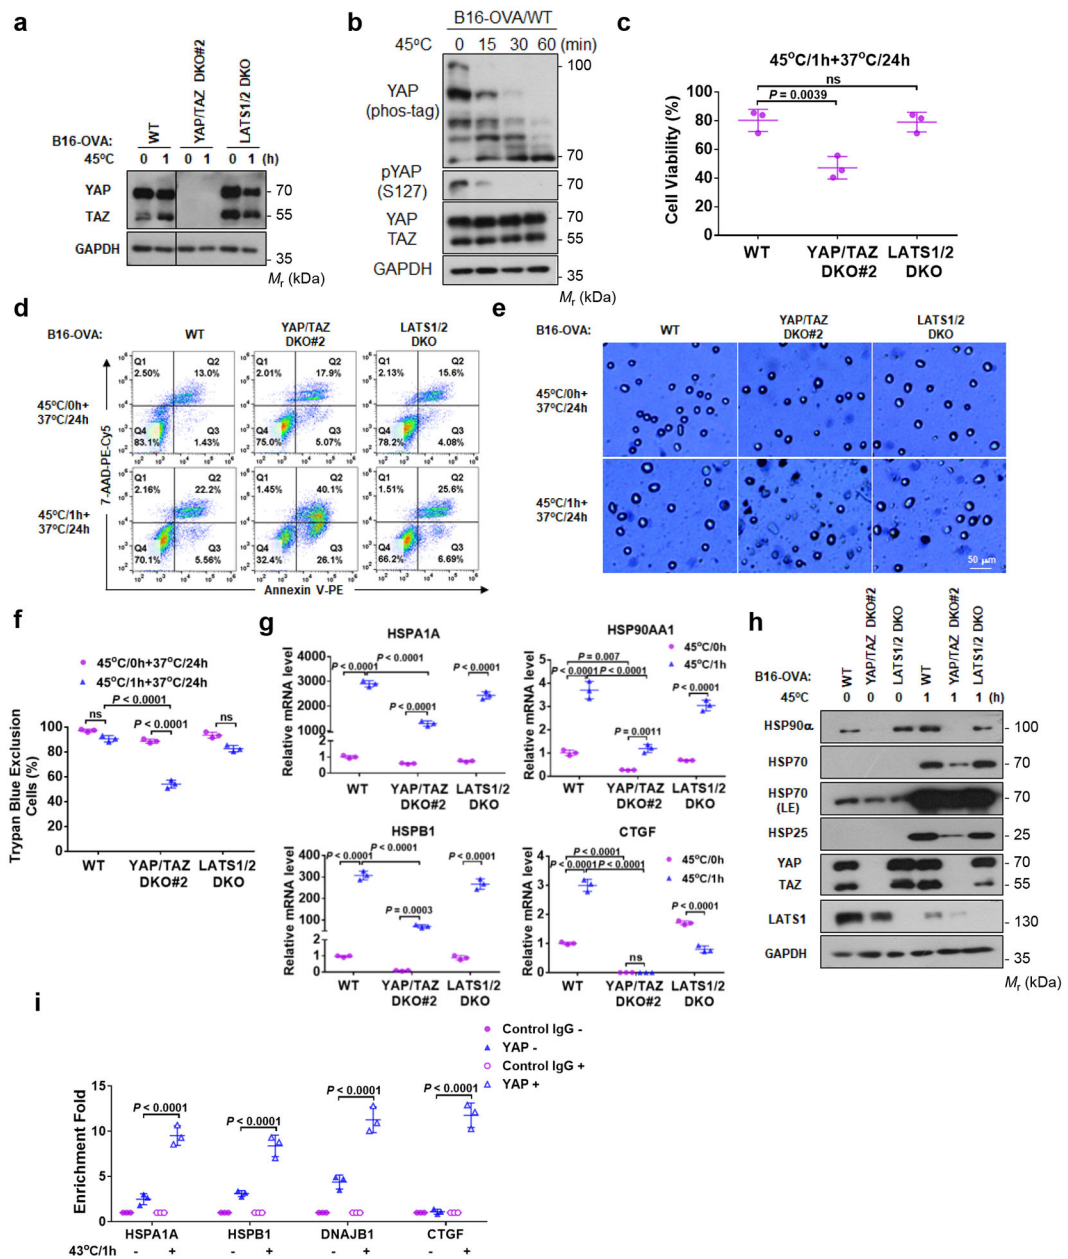 a
B16-OVA: WT YAP/TAZ DKO#2 LATS1/2 DKO
45°C 0 1 0 1 0 1 (h)
YAP 70
TAZ 55
GAPDH
35
Mr (kDa)
b
B16-OVA/WT
45°C 0 15 30 60 (min)
100
YAP
(phos-tag)
70
pYAP 70
(S127)
YAP 70
TAZ 55
GAPDH
35
Mr (kDa)
c
45°C/1h+37°C/24h
ns
P = 0.0039
Cell Viability (%)
100
80
60
40
20
0
WT YAP/TAZ DKO#2 LATS1/2 DKO
d
B16-OVA: WT YAP/TAZ DKO#2 LATS1/2 DKO
45°C/0h+
37°C/24h
Q1 2.50% Q2 13.0% Q4 83.1% Q3 1.43%
Q1 2.01% Q2 17.9% Q4 75.0% Q3 5.07%
Q1 2.13% Q2 15.6% Q4 78.2% Q3 4.08%
45°C/1h+
37°C/24h
Q1 2.16% Q2 22.2% Q4 70.1% Q3 5.56%
Q1 1.45% Q2 40.1% Q4 32.4% Q3 26.1%
Q1 1.51% Q2 25.6% Q4 66.2% Q3 6.69%
7-AAD-PE-Cy5
Annexin V-PE
e
B16-OVA: WT YAP/TAZ DKO#2 LATS1/2 DKO
45°C/0h+
37°C/24h
45°C/1h+
37°C/24h
50 μm
f
45°C/0h+37°C/24h
45°C/1h+37°C/24h
P < 0.0001
ns P < 0.0001 ns
Trypan Blue Exclusion
Cells (%)
100
80
60
40
20
0
WT YAP/TAZ DKO#2 LATS1/2 DKO
g
HSPA1A
Relative mRNA level
4000
3000
2000
1000
2
1
0
P < 0.0001
P < 0.0001 P < 0.0001
P < 0.0001
WT YAP/TAZ DKO#2 LATS1/2 DKO
HSP90AA1
45°C/0h
45°C/1h
Relative mRNA level
5
4
3
2
1
0
P = 0.007
P < 0.0001 P < 0.0001
P < 0.0001
P = 0.0011
WT YAP/TAZ DKO#2 LATS1/2 DKO
HSPB1
Relative mRNA level
400
300
200
100
2
1
0
P < 0.0001
P < 0.0001 P < 0.0001
P = 0.0003
WT YAP/TAZ DKO#2 LATS1/2 DKO
CTGF
45°C/0h
45°C/1h
Relative mRNA level
4
3
2
1
0
P < 0.0001
P < 0.0001 P < 0.0001
P < 0.0001
ns
WT YAP/TAZ DKO#2 LATS1/2 DKO
h
B16-OVA: WT YAP/TAZ DKO#2 LATS1/2 DKO WT YAP/TAZ DKO#2 LATS1/2 DKO
45°C 0 0 0 1 1 1 (h)
HSP90α 100
HSP70 70
HSP70 70
(LE)
HSP25 25
YAP 70
TAZ 55
LATS1 130
GAPDH
35
Mr (kDa)
i
Control IgG -
YAP -
Control IgG +
YAP +
Enrichment Fold
15
10
5
0
P < 0.0001 P < 0.0001 P < 0.0001 P < 0.0001
HSPA1A HSPB1 DNAJB1 CTGF
43°C/1h - + - + - + - +